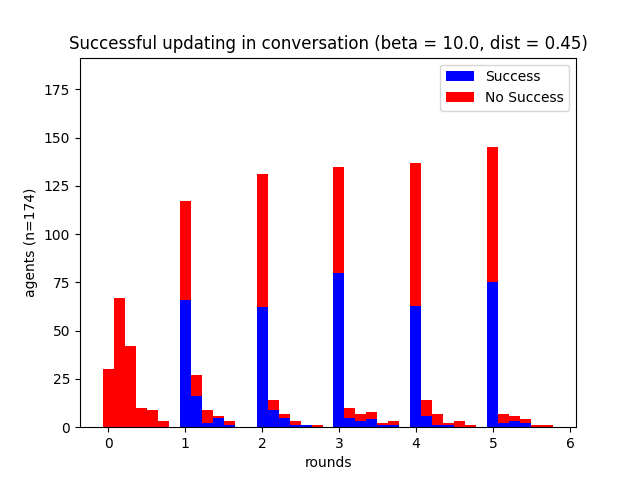 Successful updating in conversation (beta = 10.0, dist = 0.45)
Success
No Success
175
150
125
100
75
50
25
0
agents (n=174)
0 1 2 3 4 5 6
rounds